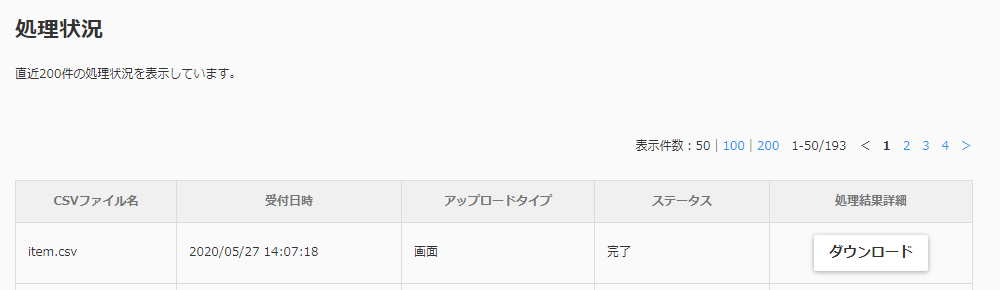 処理状況
直近200件の処理状況を表示しています。
表示件数：50 | 100 | 200 1-50/193 < 1 2 3 4 >
CSVファイル名 受付日時 アップロードタイプ ステータス 処理結果詳細
item.csv 2020/05/27 14:07:18 画面 完了 ダウンロード